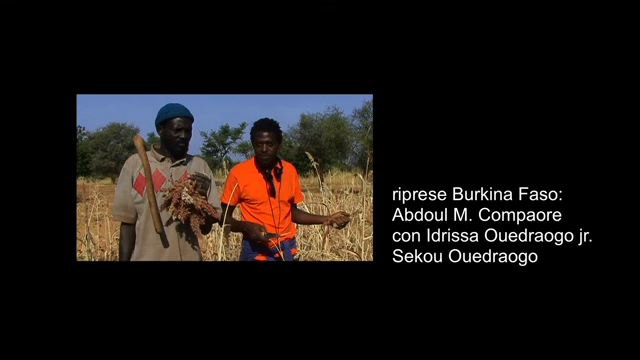 riprese Burkina Faso:
Abdoul M. Compaore
con Idrissa Ouedraogo jr.
Sekou Ouedraogo